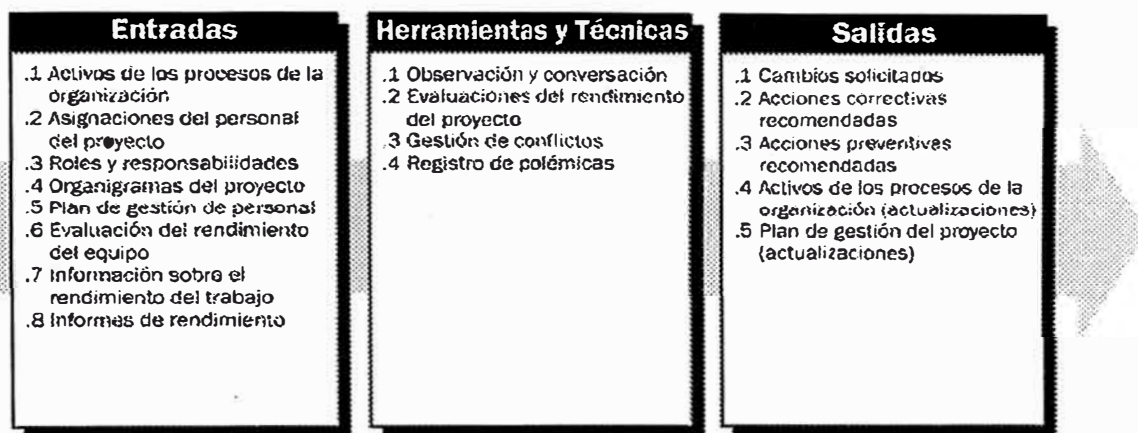 Entradas
.1 Activos de los procesos de la
organización
.2 Asignaciones del personal
del proyecto
.3 Roles y responsabilidades
.4 Organigramas del proyecto
.5 Plan de gestión de personal
.6 Evaluación del rendimiento
del equipo
.7 Información sobre el
rendimiento del trabajo
.8 Informes de rendimiento
Herramientas y Técnicas
.1 Observación y conversación
.2 Evaluaciones del rendimiento
del proyecto
.3 Gestión de conflictos
.4 Registro de polémicas
Salidas
.1 Cambios solicitados
.2 Acciones correctivas
recomendadas
.3 Acciones preventivas
recomendadas
.4 Activos de los procesos de la
organización (actualizaciones)
.5 Plan de gestión del proyecto
(actualizaciones)